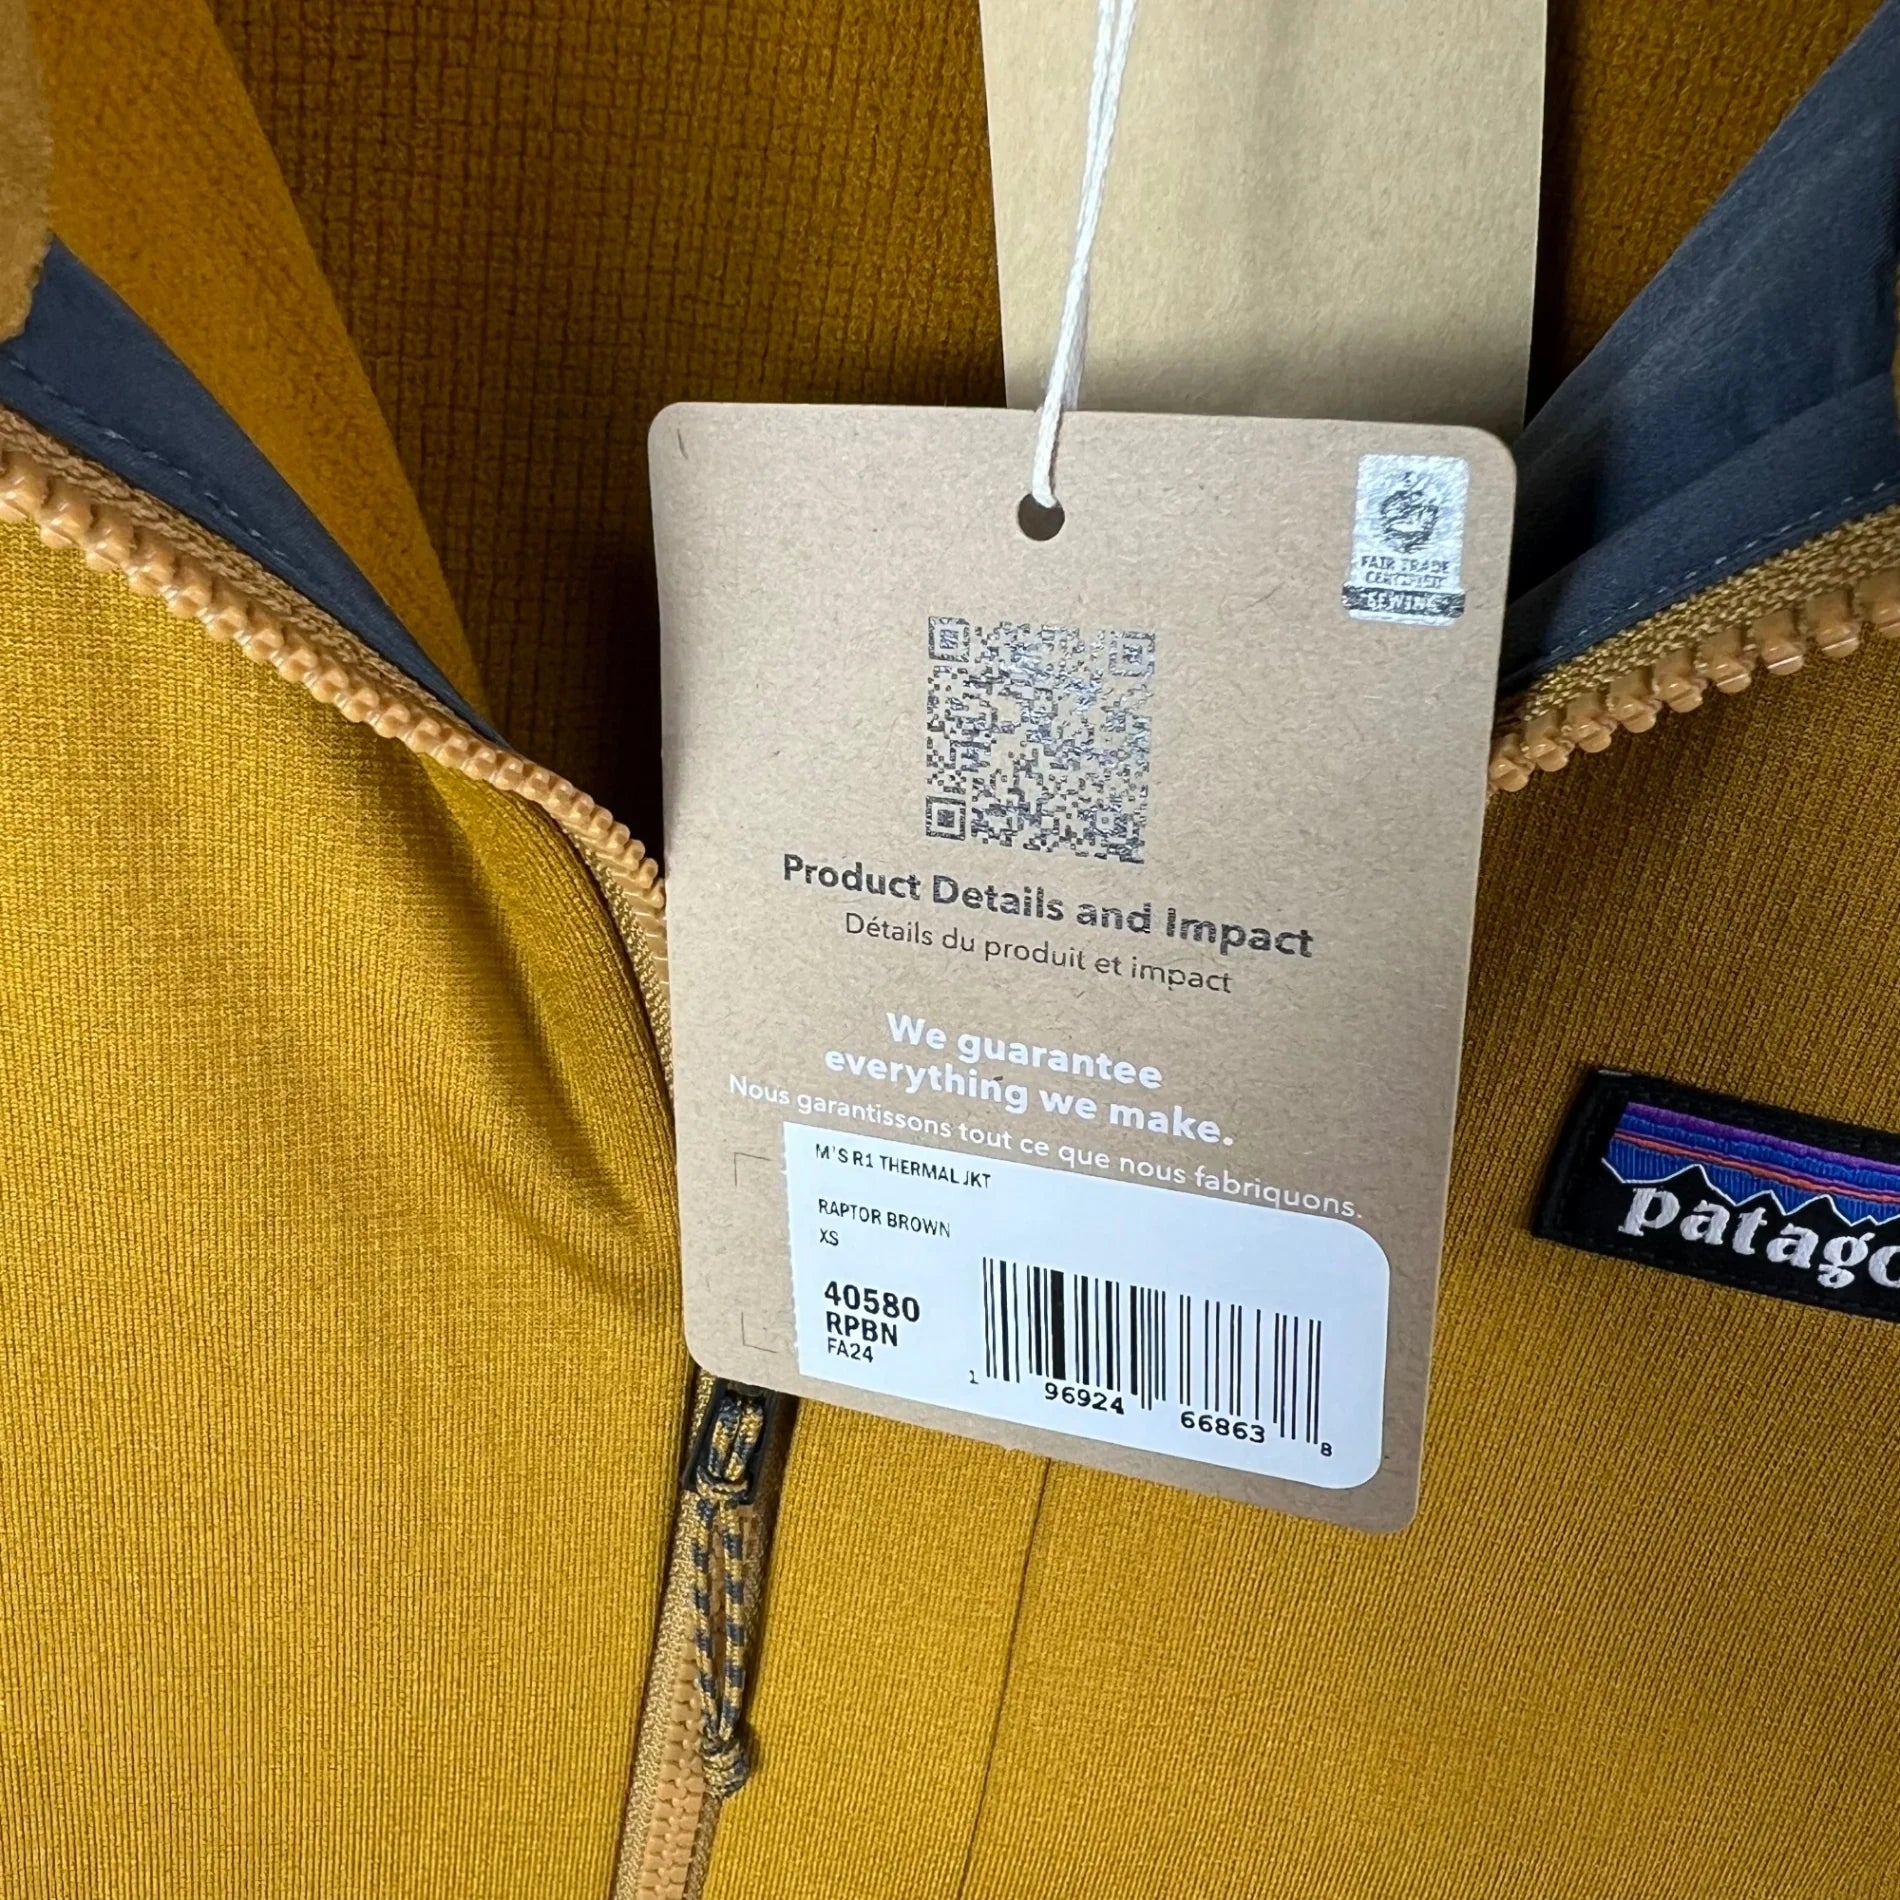 FAIR TRADE
CERTIFIED
SEWING
Product Details and Impact
Détails du produit et impact
We guarantee
everything we make.
Nous garantissons tout ce que nous fabriquons.
M'S R1 THERMAL JKT
RAPTOR BROWN
XS
40580
RPBN
FA24
1 96924 66863 8
patago